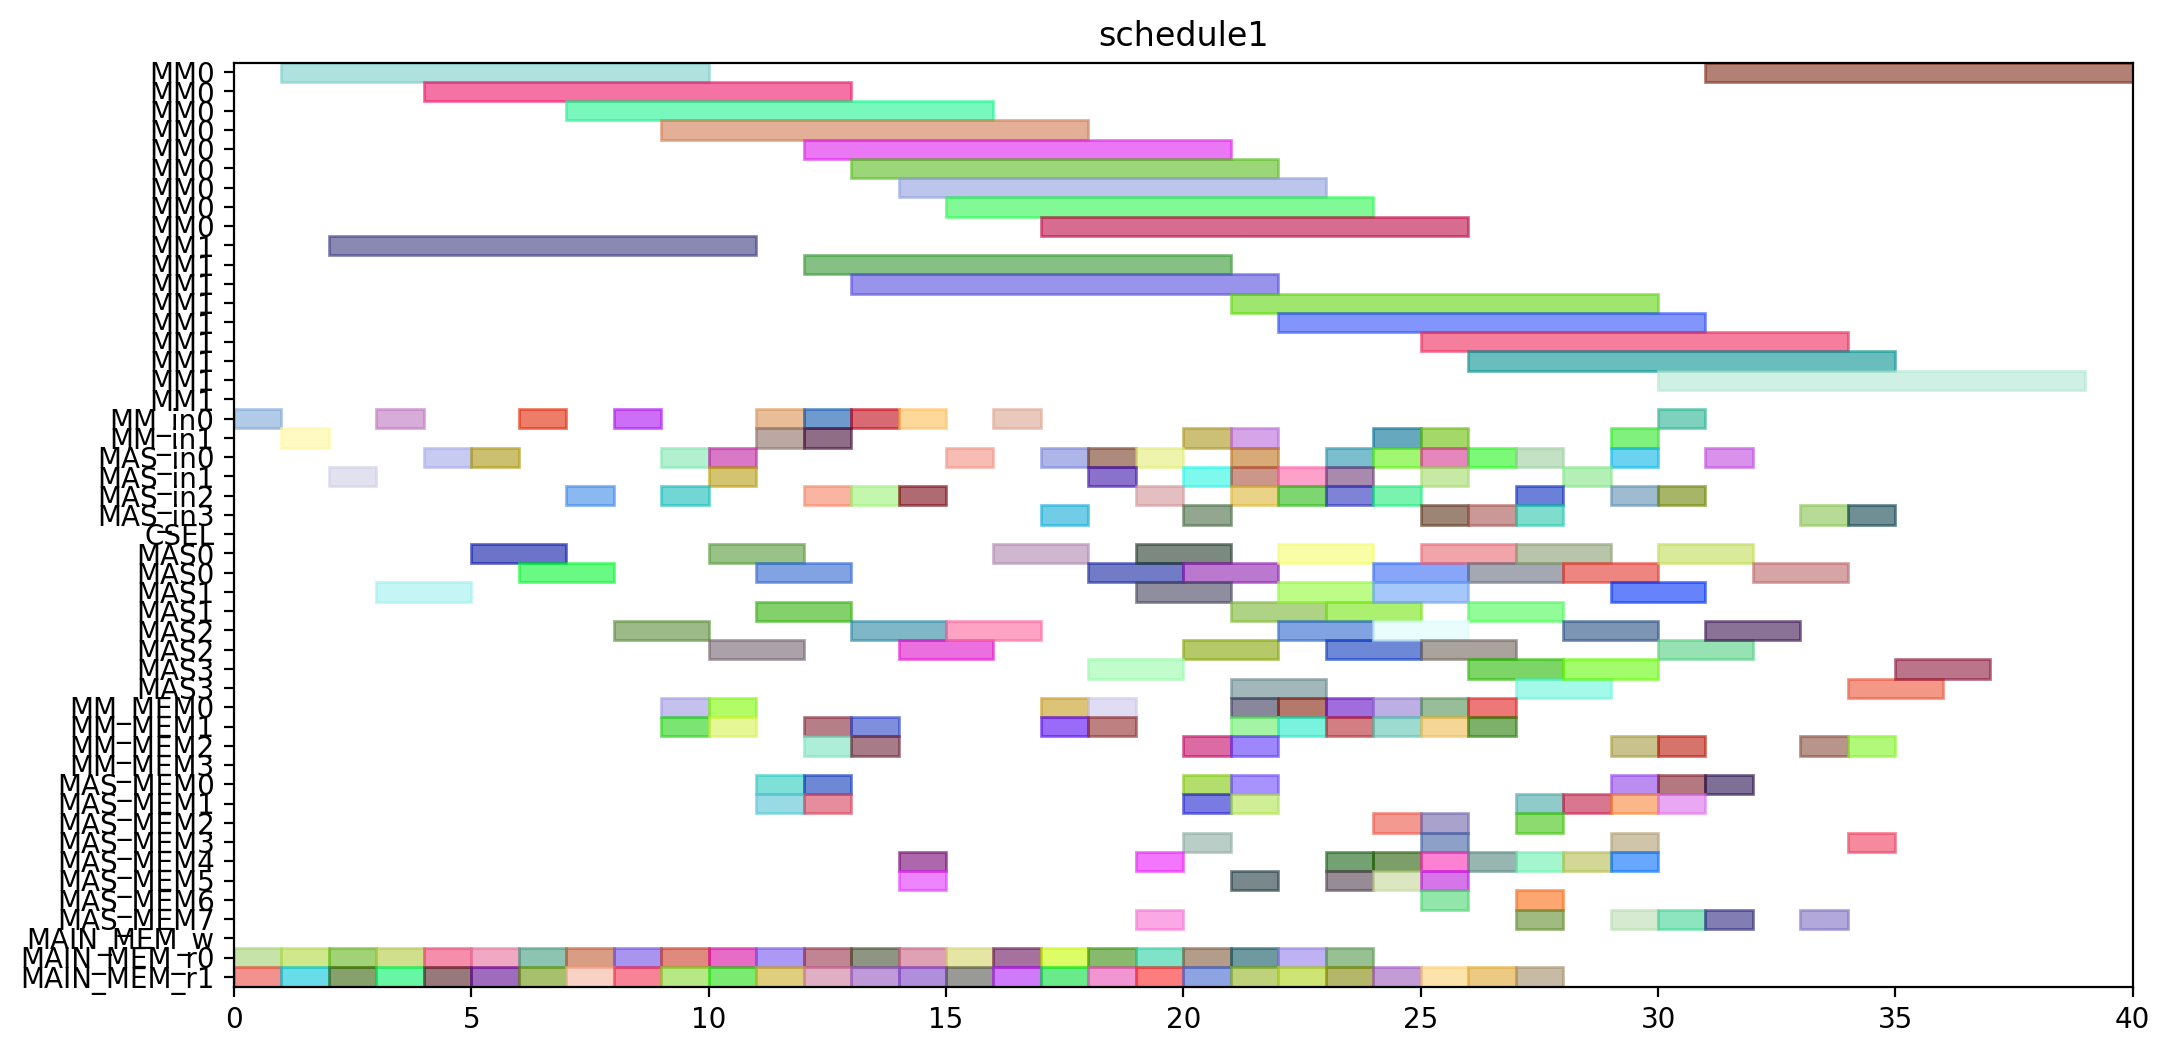 schedule1
MM0
MM0
MM0
MM0
MM0
MM0
MM0
MM0
MM0
MM1
MM1
MM1
MM1
MM1
MM1
MM1
MM1
MM1
MM_in0
MM_in1
MAS_in0
MAS_in1
MAS_in2
MAS_in3
CSEL
MAS0
MAS0
MAS1
MAS1
MAS2
MAS2
MAS3
MAS3
MM_MEM0
MM_MEM1
MM_MEM2
MM_MEM3
MAS_MEM0
MAS_MEM1
MAS_MEM2
MAS_MEM3
MAS_MEM4
MAS_MEM5
MAS_MEM6
MAS_MEM7
MAIN_MEM_w
MAIN_MEM_r0
MAIN_MEM_r1
0 5 10 15 20 25 30 35 40